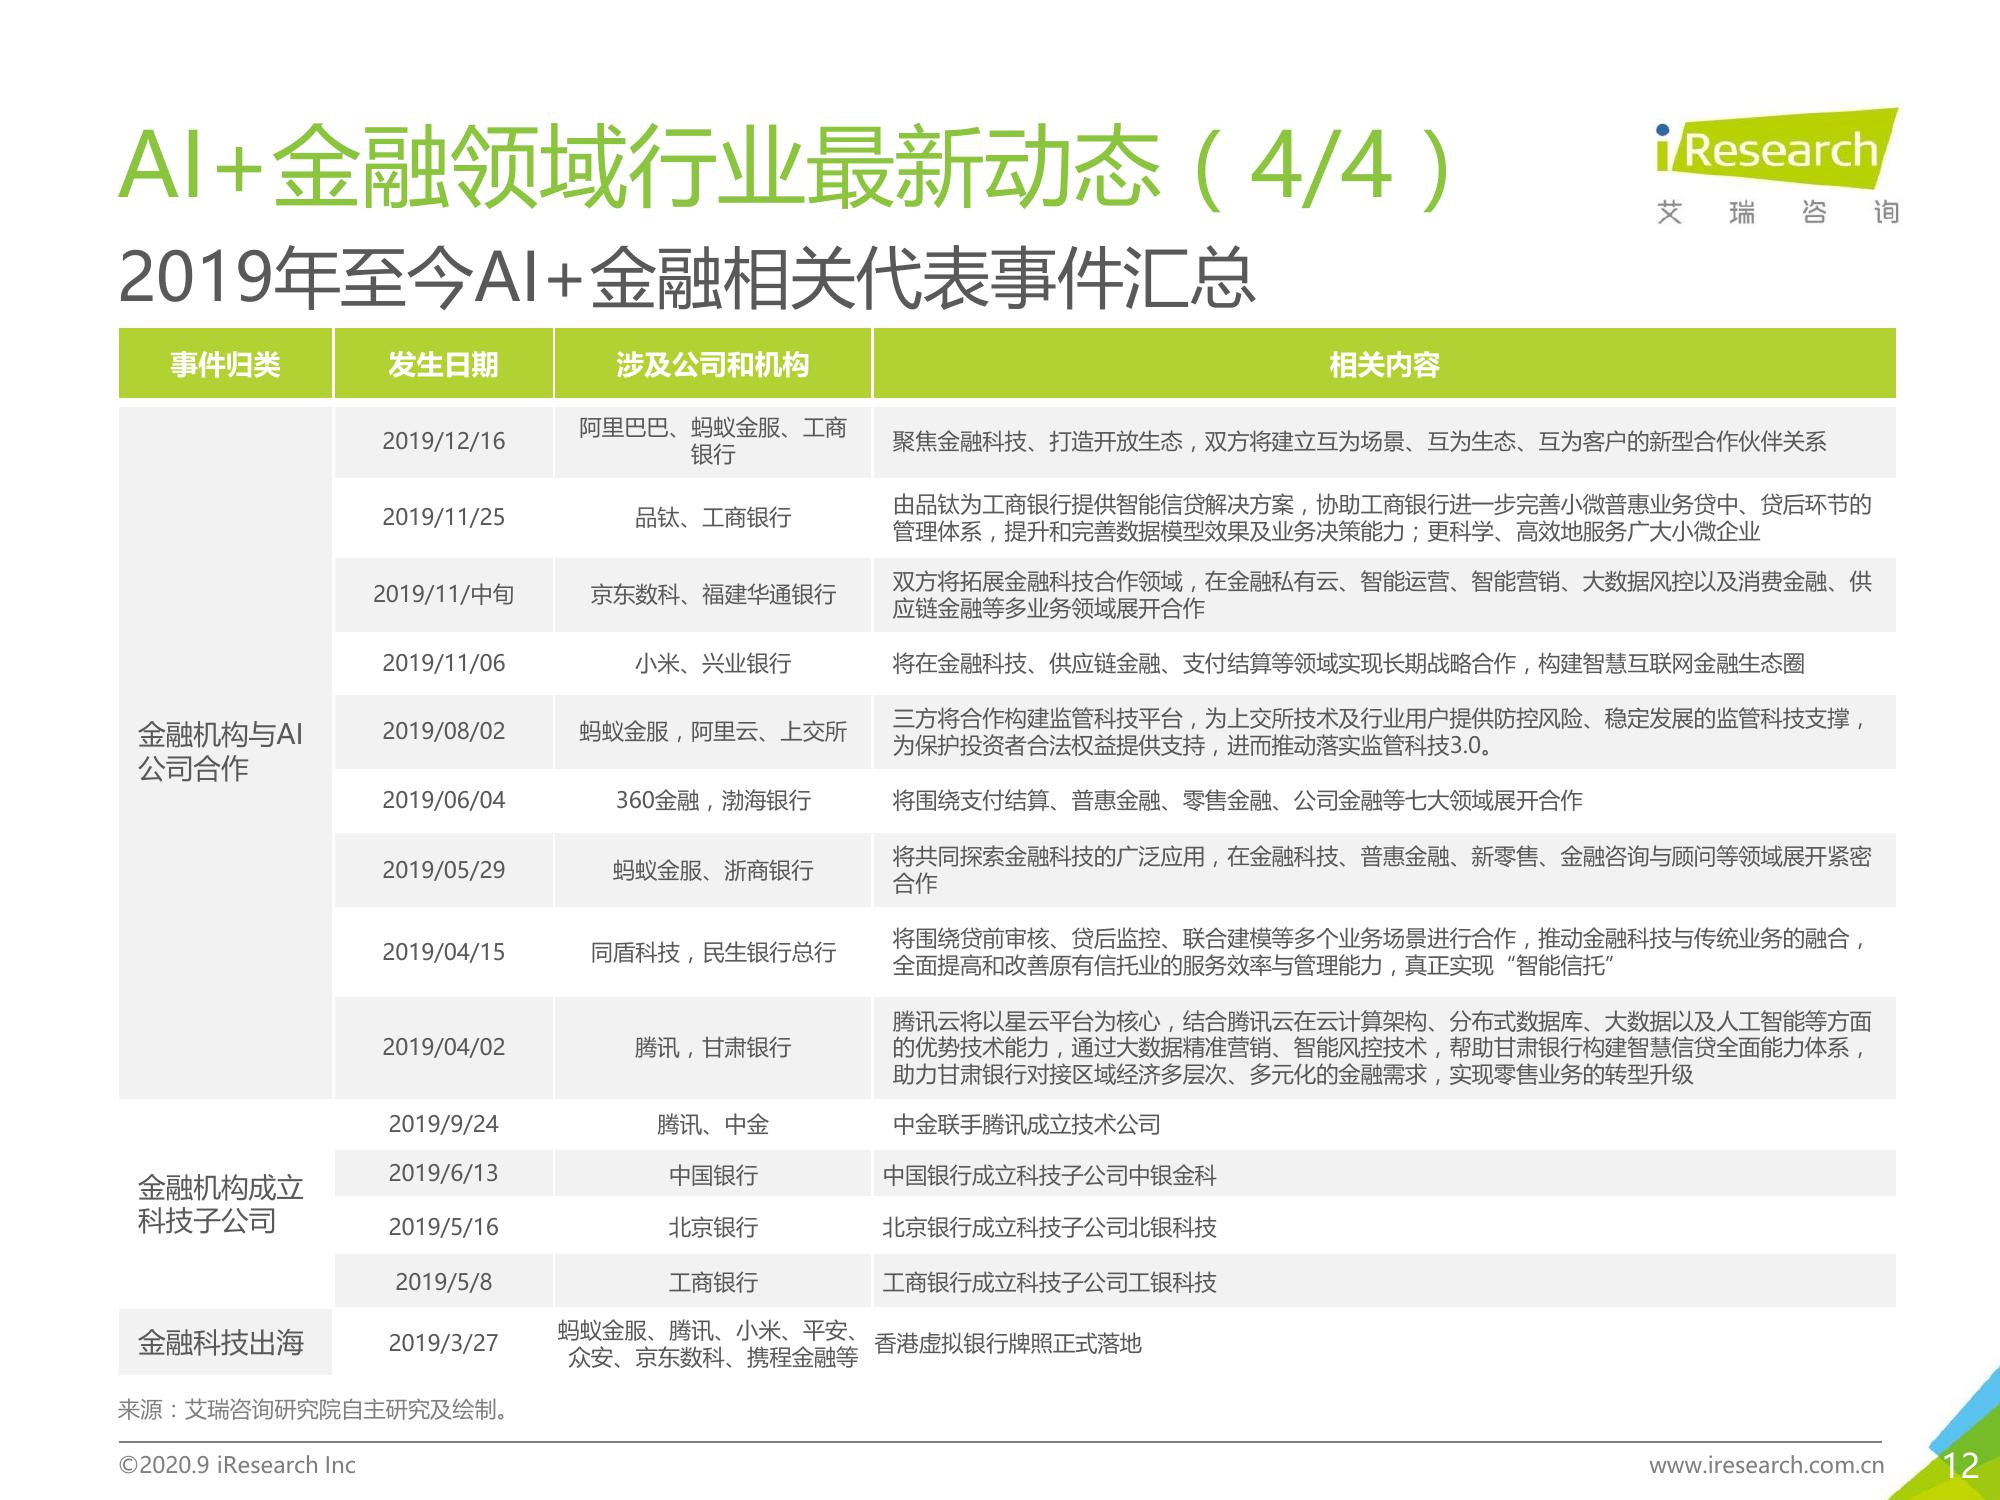 AI+金融领域行业最新动态（4/4）
iResearch
艾瑞咨询
2019年至今AI+金融相关代表事件汇总
事件归类 发生日期 涉及公司和机构 相关内容
金融机构与AI
公司合作
2019/12/16
阿里巴巴、蚂蚁金服、工商
银行
聚焦金融科技、打造开放生态，双方将建立互为场景、互为生态、互为客户的新型合作伙伴关系
2019/11/25
品钛、工商银行
由品钛为工商银行提供智能信贷解决方案，协助工商银行进一步完善小微普惠业务贷中、贷后环节的
管理体系，提升和完善数据模型效果及业务决策能力；更科学、高效地服务广大小微企业
2019/11/中旬
京东数科、福建华通银行
双方将拓展金融科技合作领域，在金融私有云、智能运营、智能营销、大数据风控以及消费金融、供
应链金融等多业务领域展开合作
2019/11/06
小米、兴业银行
将在金融科技、供应链金融、支付结算等领域实现长期战略合作，构建智慧互联网金融生态圈
2019/08/02
蚂蚁金服，阿里云、上交所
三方将合作构建监管科技平台，为上交所技术及行业用户提供防控风险、稳定发展的监管科技支撑，
为保护投资者合法权益提供支持，进而推动落实监管科技3.0。
2019/06/04
360金融，渤海银行
将围绕支付结算、普惠金融、零售金融、公司金融等七大领域展开合作
2019/05/29
蚂蚁金服、浙商银行
将共同探索金融科技的广泛应用，在金融科技、普惠金融、新零售、金融咨询与顾问等领域展开紧密
合作
2019/04/15
同盾科技，民生银行总行
将围绕贷前审核、贷后监控、联合建模等多个业务场景进行合作，推动金融科技与传统业务的融合，
全面提高和改善原有信托业的服务效率与管理能力，真正实现“智能信托”
2019/04/02
腾讯，甘肃银行
腾讯云将以星云平台为核心，结合腾讯云在云计算架构、分布式数据库、大数据以及人工智能等方面
的优势技术能力，通过大数据精准营销、智能风控技术，帮助甘肃银行构建智慧信贷全面能力体系，
助力甘肃银行对接区域经济多层次、多元化的金融需求，实现零售业务的转型升级
金融机构成立
科技子公司
2019/9/24
腾讯、中金
中金联手腾讯成立技术公司
2019/6/13
中国银行
中国银行成立科技子公司中银金科
2019/5/16
北京银行
北京银行成立科技子公司北银科技
2019/5/8
工商银行
工商银行成立科技子公司工银科技
金融科技出海
2019/3/27
蚂蚁金服、腾讯、小米、平安、
众安、京东数科、携程金融等
香港虚拟银行牌照正式落地
来源：艾瑞咨询研究院自主研究及绘制。
©2020.9 iResearch Inc
www.iresearch.com.cn
12